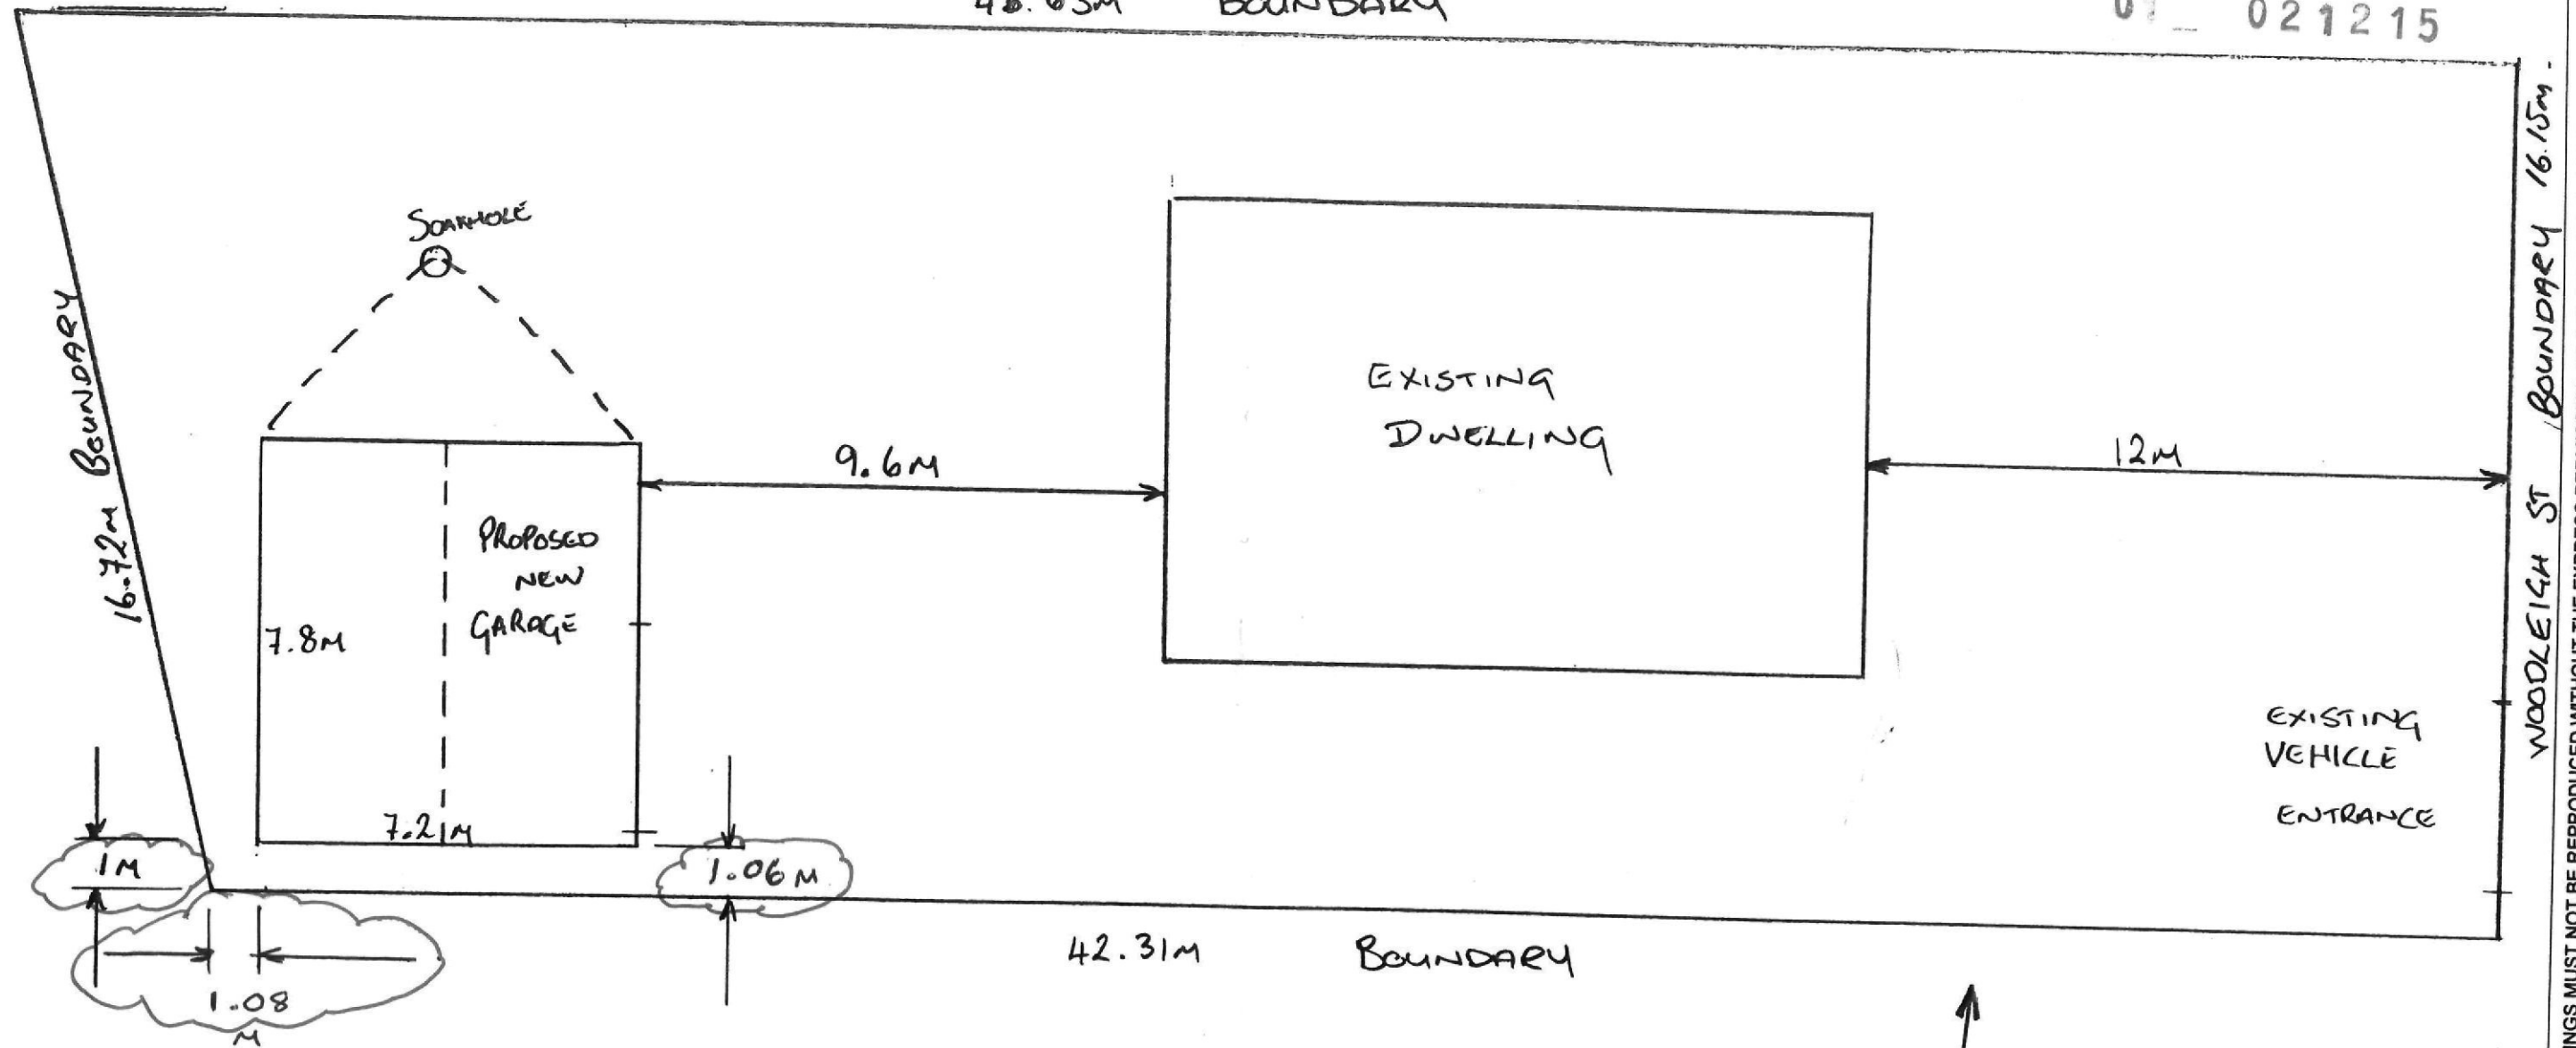 BOUNDARY
021215
WOODLEIGH ST BOUNDARY 16.15M
SOAKHOLE
16.72M BOUNDARY
EXISTING
DWELLING
9.6M
12M
PROPOSED
NEW
GARAGE
7.8M
7.2M
EXISTING
VEHICLE
ENTRANCE
1M
1.06M
1.08
M
42.31M BOUNDARY